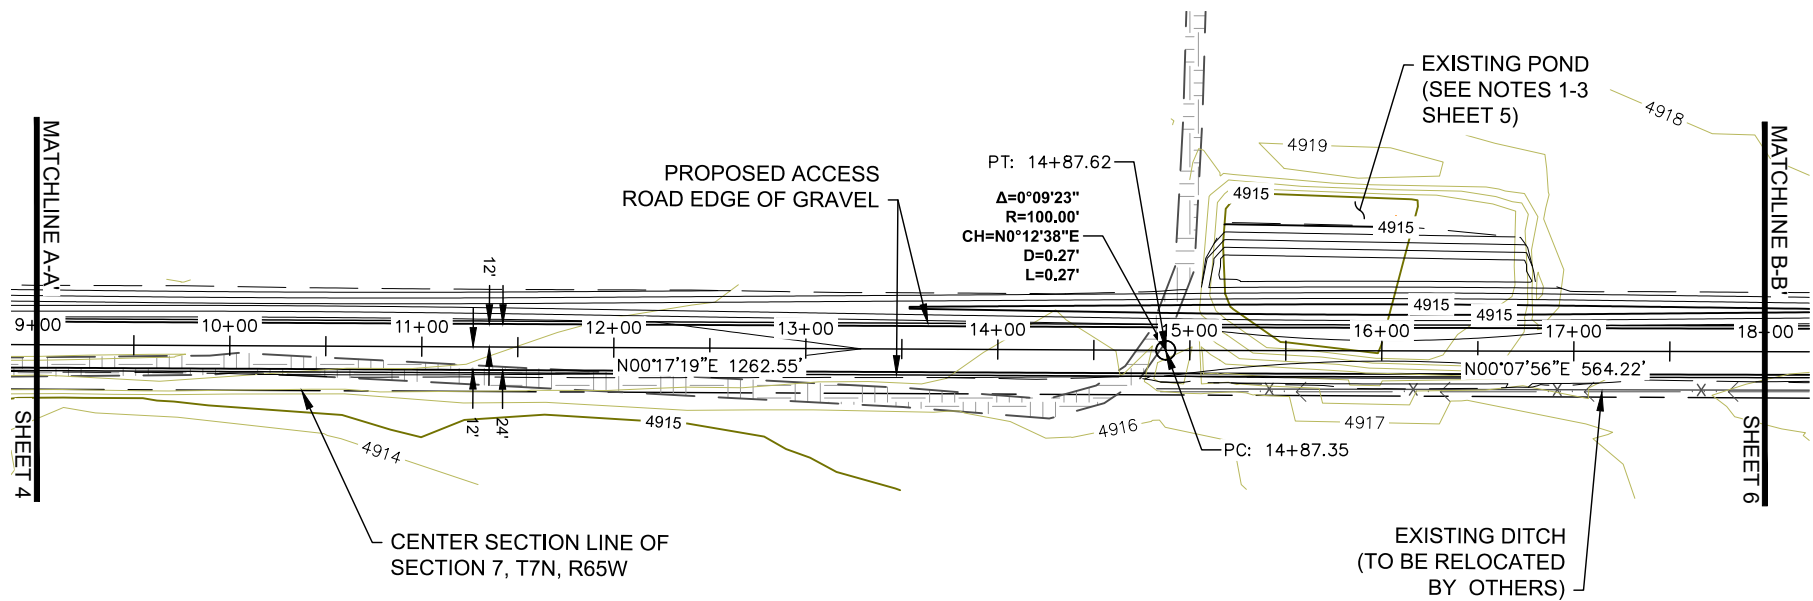 EXISTING POND
(SEE NOTES 1-3
SHEET 5)
4918
4919
MATCHLINE A-A'
SHEET 4
MATCHLINE B-B'
SHEET 6
PROPOSED ACCESS
ROAD EDGE OF GRAVEL
PT: 14+87.62
Δ=0°09'23"
R=100.00'
CH=N0°12'38"E
D=0.27'
L=0.27'
4915
4915
4915
4915
12'
9+00
10+00
11+00
12+00
13+00
14+00
15+00
16+00
17+00
18+00
N00°17'19"E 1262.55'
N00°07'56"E 564.22'
12'
24'
4915
4914
4916
4917
PC: 14+87.35
CENTER SECTION LINE OF
SECTION 7, T7N, R65W
EXISTING DITCH
(TO BE RELOCATED
BY OTHERS)